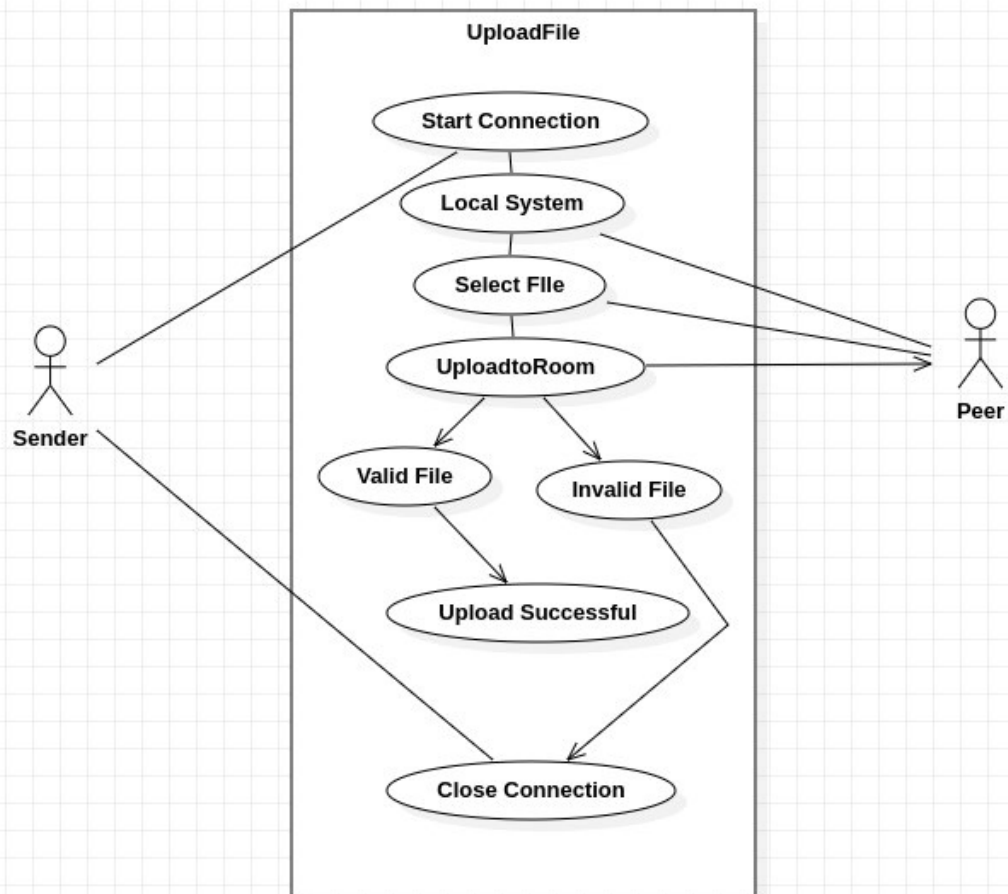 UploadFile
Start Connection
Local System
Select FIle
UploadtoRoom
Sender
Peer
Valid File
Invalid File
Upload Successful
Close Connection